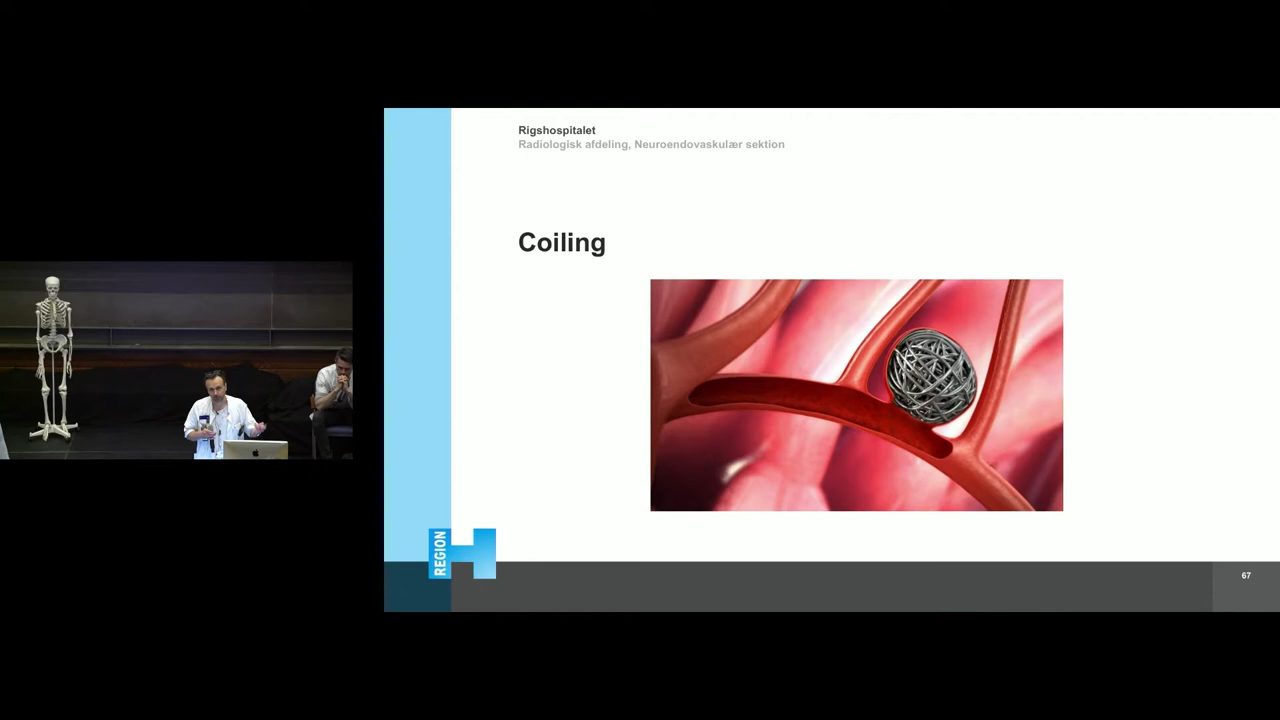 Rigshospitalet
Radiologisk afdeling, Neuroendovaskulær sektion
Coiling
REGION
67